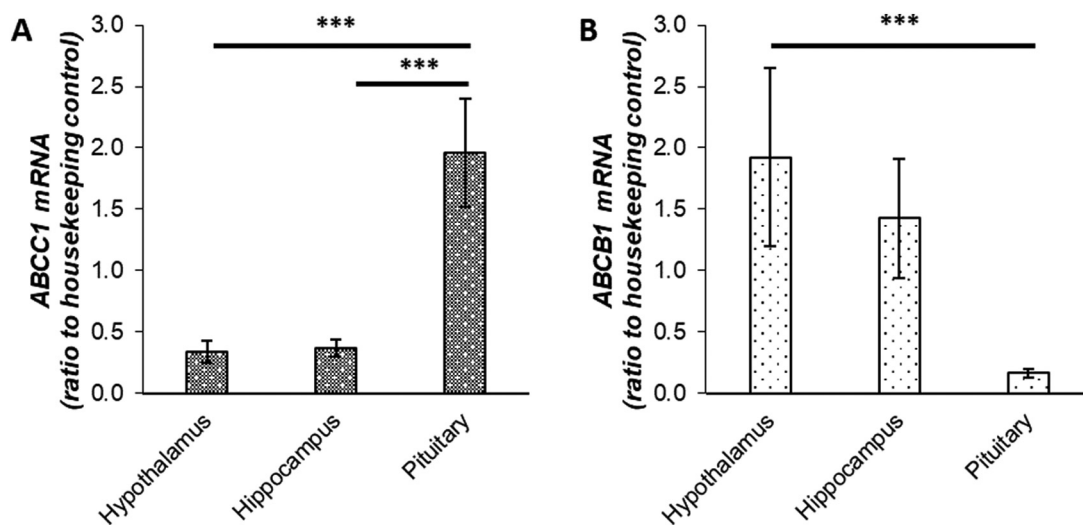 A
ABCC1 mRNA
(ratio to housekeeping control)
3.0
2.5
2.0
1.5
1.0
0.5
0.0
***
***
Hypothalamus
Hippocampus
Pituitary
B
ABCB1 mRNA
(ratio to housekeeping control)
3.0
2.5
2.0
1.5
1.0
0.5
0.0
***
Hypothalamus
Hippocampus
Pituitary